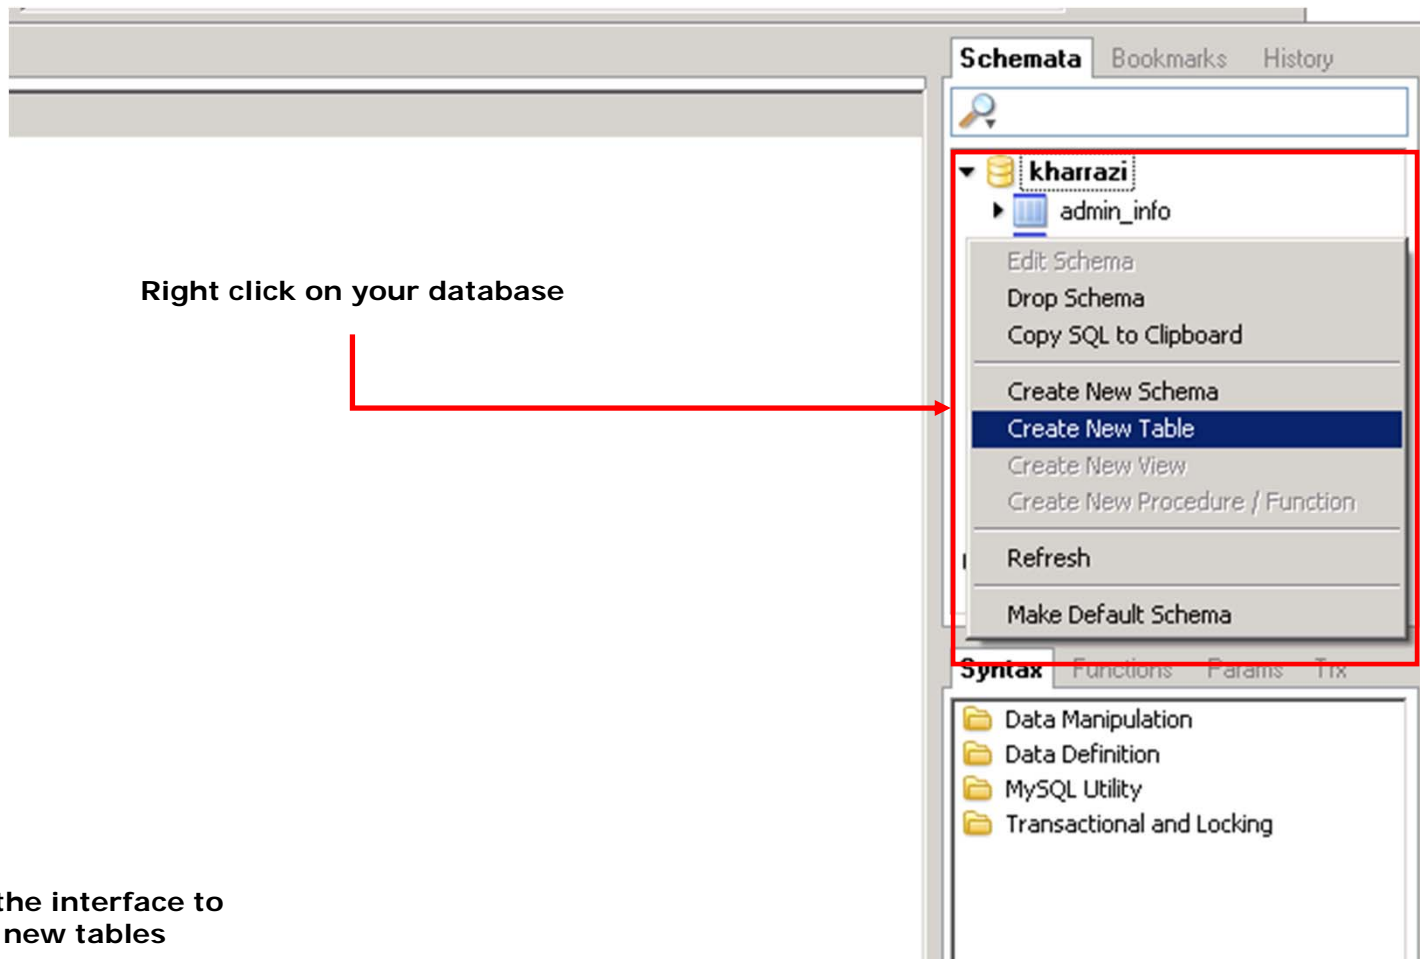 Schemata Bookmarks History
kharrazi
admin_info
Right click on your database
Edit Schema
Drop Schema
Copy SQL to Clipboard
Create New Schema
Create New Table
Create New View
Create New Procedure / Function
Refresh
Make Default Schema
Syntax Functions Params Trx
Data Manipulation
Data Definition
MySQL Utility
Transactional and Locking
the interface to
new tables